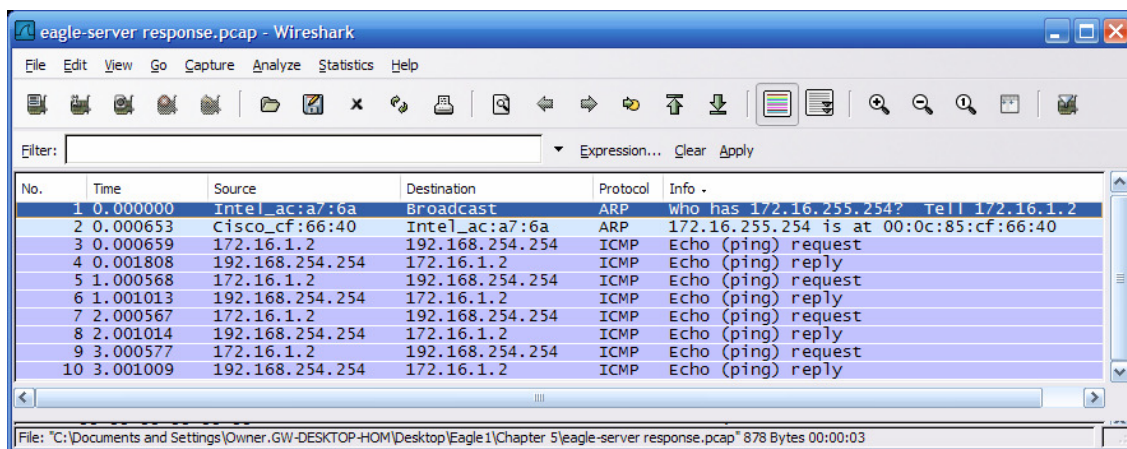 eagle-server response.pcap - Wireshark
File Edit View Go Capture Analyze Statistics Help
Filter: Expression... Clear Apply
No. Time Source Destination Protocol Info
1 0.000000 Intel_ac:a7:6a Broadcast ARP Who has 172.16.255.254? Tell 172.16.1.2
2 0.000653 Cisco_cf:66:40 Intel_ac:a7:6a ARP 172.16.255.254 is at 00:0c:85:cf:66:40
3 0.000659 172.16.1.2 192.168.254.254 ICMP Echo (ping) request
4 0.001808 192.168.254.254 172.16.1.2 ICMP Echo (ping) reply
5 1.000568 172.16.1.2 192.168.254.254 ICMP Echo (ping) request
6 1.001013 192.168.254.254 172.16.1.2 ICMP Echo (ping) reply
7 2.000567 172.16.1.2 192.168.254.254 ICMP Echo (ping) request
8 2.001014 192.168.254.254 172.16.1.2 ICMP Echo (ping) reply
9 3.000577 172.16.1.2 192.168.254.254 ICMP Echo (ping) request
10 3.001009 192.168.254.254 172.16.1.2 ICMP Echo (ping) reply
File: "C:\Documents and Settings\Owner.GW-DESKTOP-HOM\Desktop\Eagle1\Chapter 5\eagle-server response.pcap" 878 Bytes 00:00:03